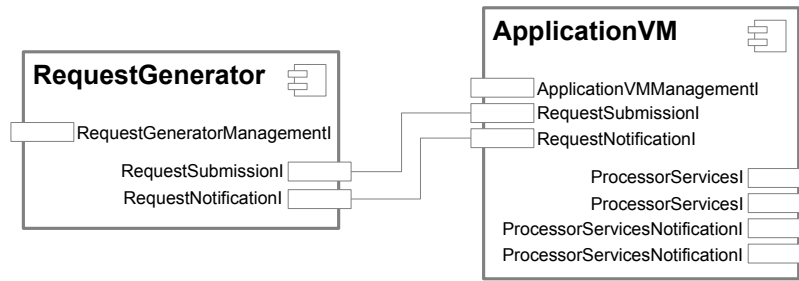 RequestGenerator
RequestGeneratorManagementI
RequestSubmissionI
RequestNotificationI
ApplicationVM
ApplicationVMManagementI
RequestSubmissionI
RequestNotificationI
ProcessorServicesI
ProcessorServicesI
ProcessorServicesNotificationI
ProcessorServicesNotificationI